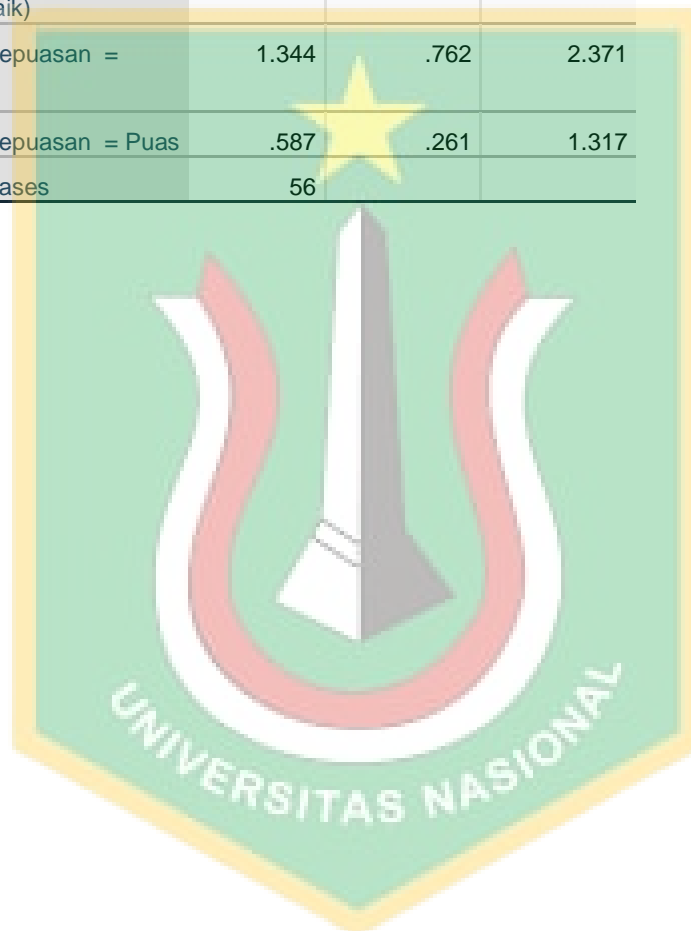 aik)
epuasan = 1.344 .762 2.371
epuasan = Puas .587 .261 1.317
ases 56
UNIVERSITAS NASIONAL